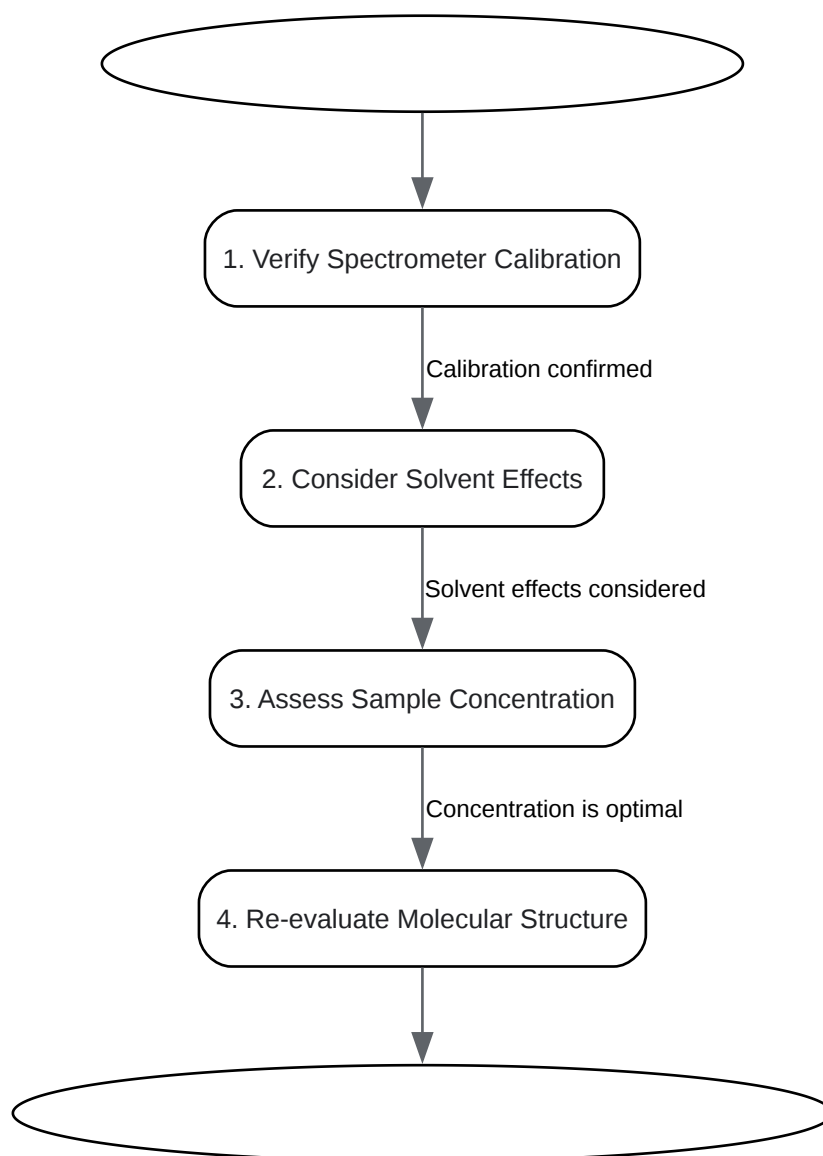 1. Verify Spectrometer Calibration
Calibration confirmed
2. Consider Solvent Effects
Solvent effects considered
3. Assess Sample Concentration
Concentration is optimal
4. Re-evaluate Molecular Structure